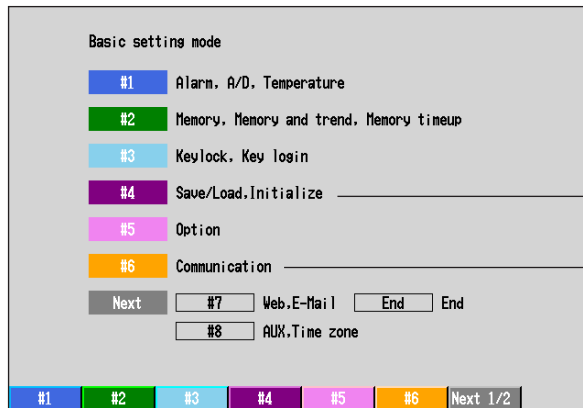 Basic setting mode
#1 Alarm, A/D, Temperature
#2 Memory, Memory and trend, Memory timeup
#3 Keylock, Key login
#4 Save/Load,Initialize
#5 Option
#6 Communication
Next #7 Web,E-Mail End End
#8 AUX,Time zone
#1 #2 #3 #4 #5 #6 Next 1/2